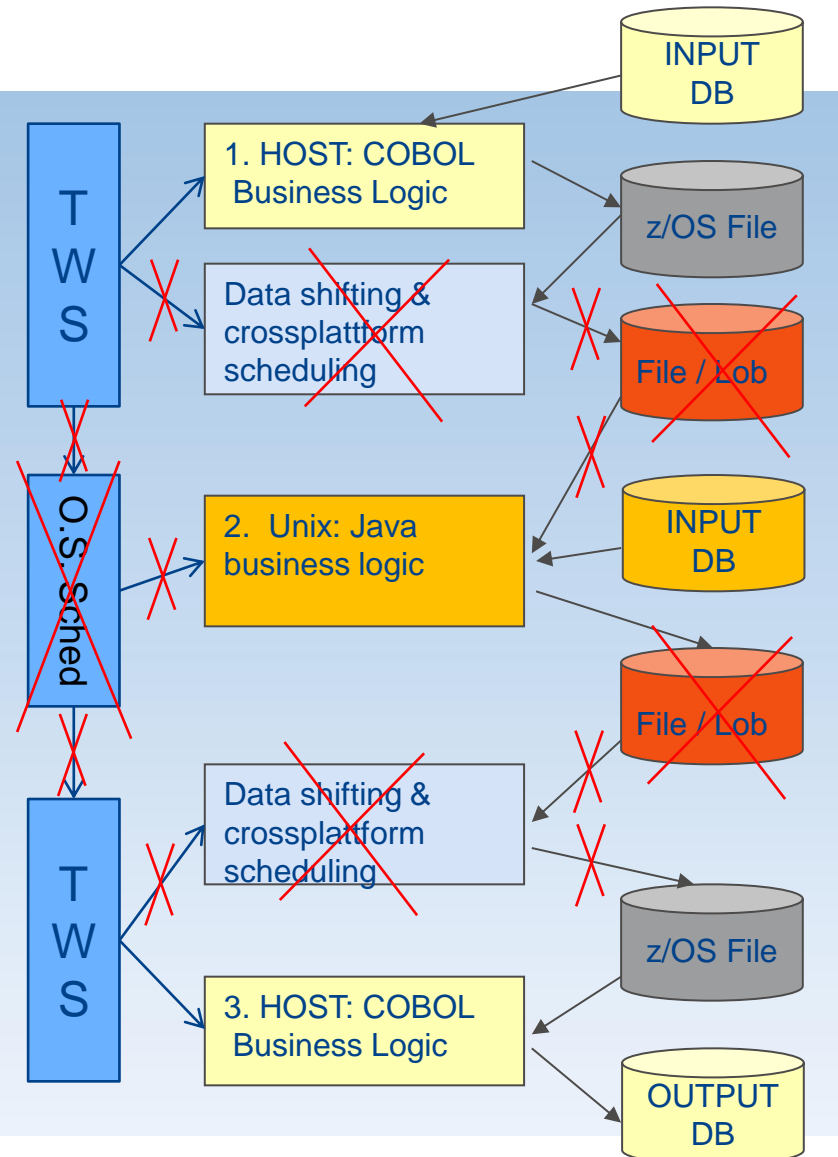 INPUT
DB
T
W
S
1. HOST: COBOL
Business Logic
z/OS File
Data shifting &
crossplattform
scheduling
File / Lob
O.S. Sched
2. Unix: Java
business logic
INPUT
DB
File / Lob
Data shifting &
crossplattform
scheduling
T
W
S
z/OS File
3. HOST: COBOL
Business Logic
OUTPUT
DB